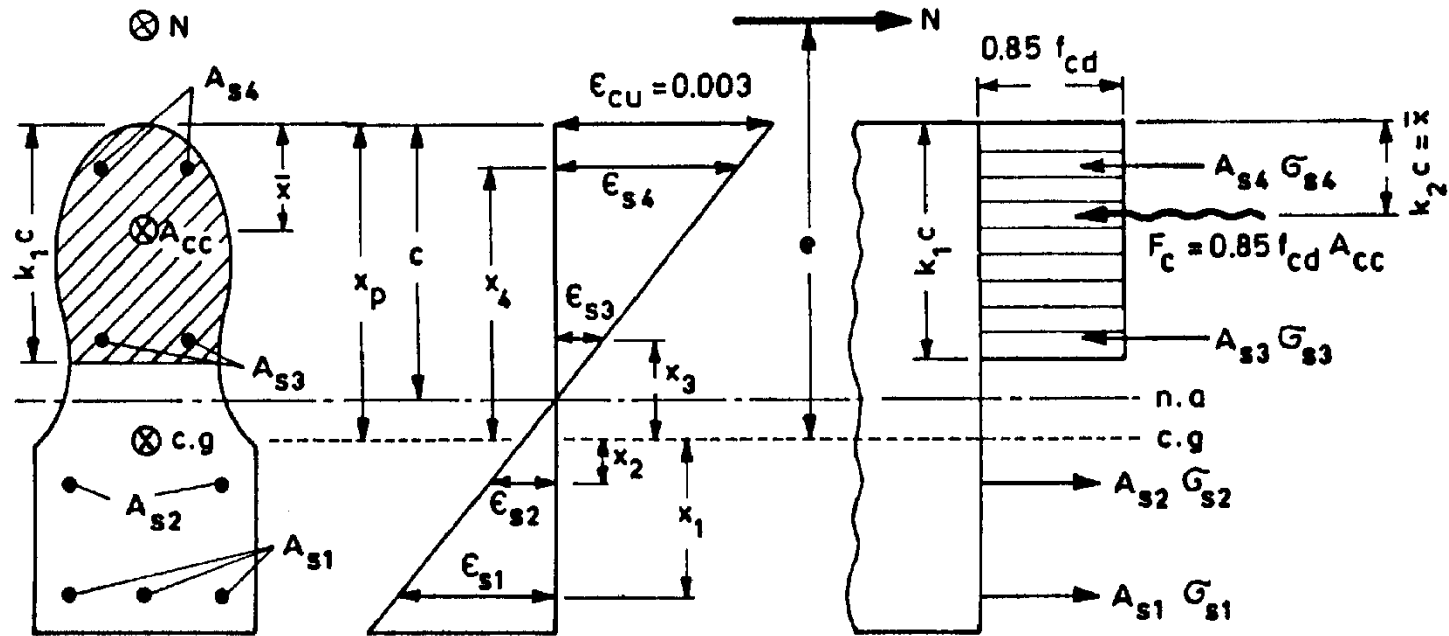 N
A_s4
k₁ c
x̄
A_cc
A_s3
c.g
A_s2
A_s1
x_p
c
x_4
ϵ_cu = 0.003
ϵ_s4
ϵ_s3
x_3
x_2
ϵ_s2
x_1
ϵ_s1
N
e
0.85 f_cd
k_1 c
k_2 c = x̄
A_s4 σ_s4
F_c = 0.85 f_cd A_cc
A_s3 σ_s3
n.a
c.g
A_s2 σ_s2
A_s1 σ_s1